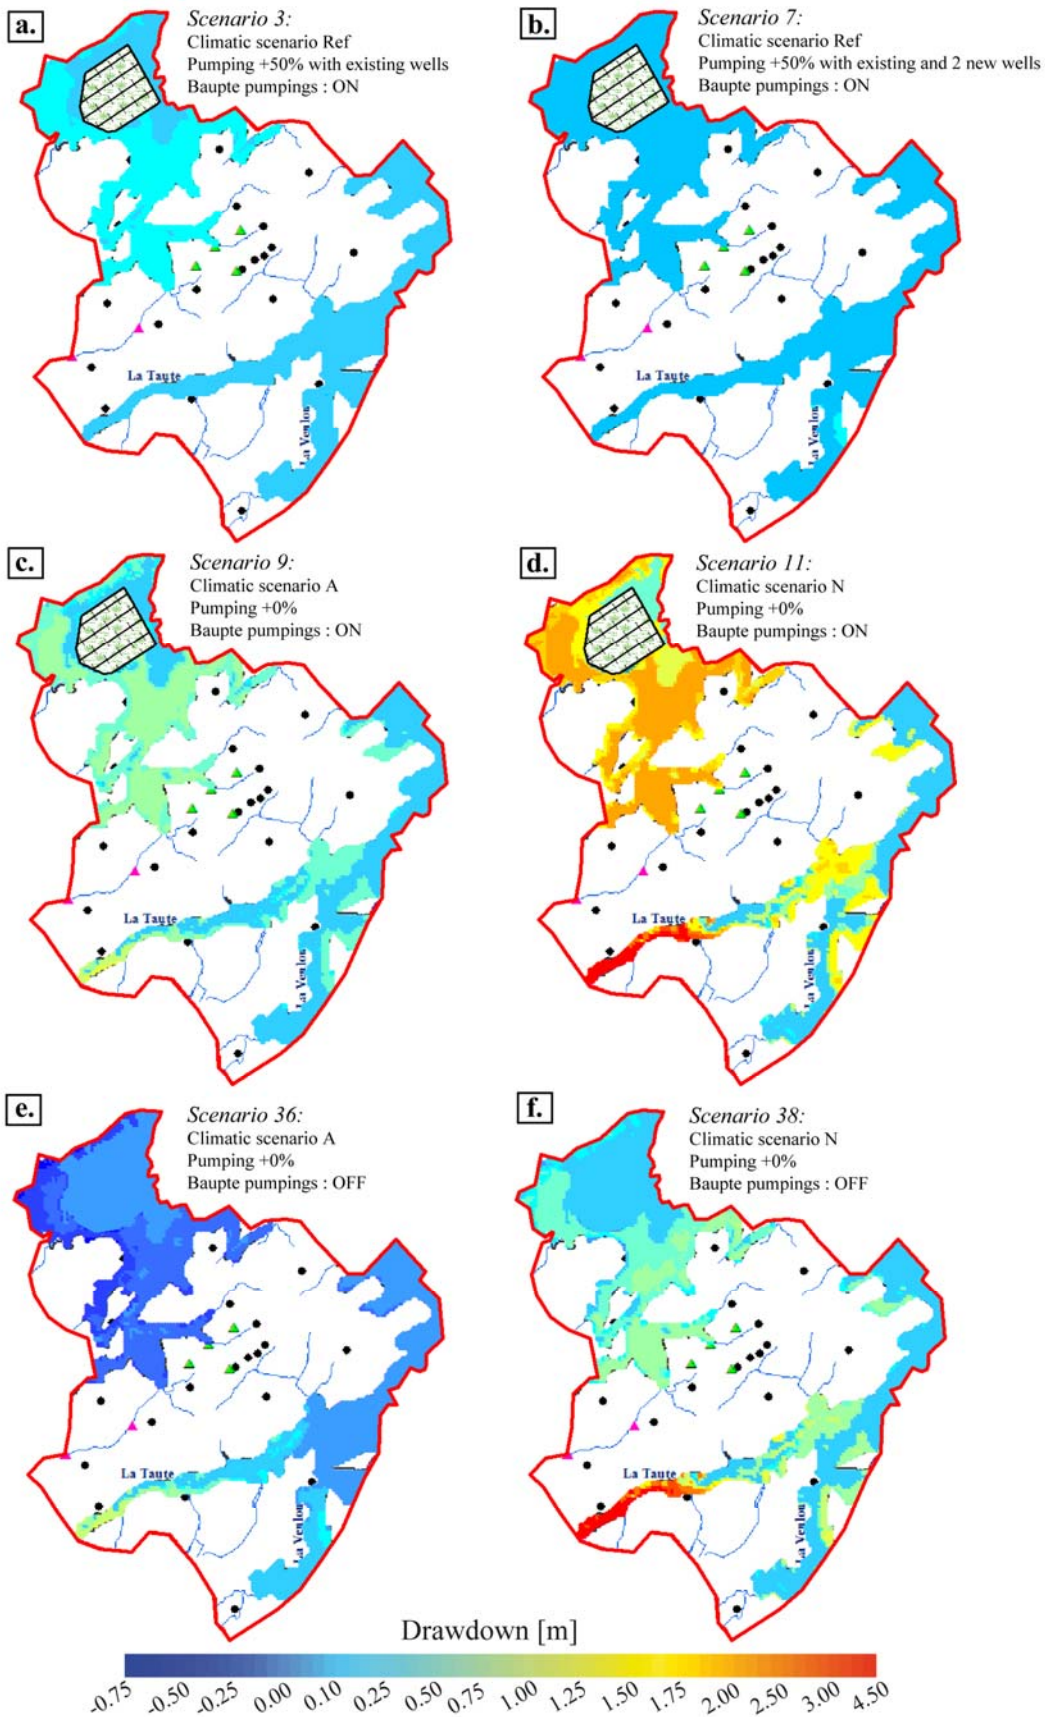 a.
Scenario 3:
Climatic scenario Ref
Pumping +50% with existing wells
Baupte pumpings : ON
La Taute
La Venlou
b.
Scenario 7:
Climatic scenario Ref
Pumping +50% with existing and 2 new wells
Baupte pumpings : ON
La Taute
La Venlou
c.
Scenario 9:
Climatic scenario A
Pumping +0%
Baupte pumpings : ON
La Taute
La Venlou
d.
Scenario 11:
Climatic scenario N
Pumping +0%
Baupte pumpings : ON
La Taute
La Venlou
e.
Scenario 36:
Climatic scenario A
Pumping +0%
Baupte pumpings : OFF
La Taute
La Venlou
f.
Scenario 38:
Climatic scenario N
Pumping +0%
Baupte pumpings : OFF
La Taute
La Venlou
Drawdown [m]
-0.75 -0.50 -0.25 0.00 0.10 0.25 0.50 0.75 1.00 1.25 1.50 1.75 2.00 2.50 3.00 4.50